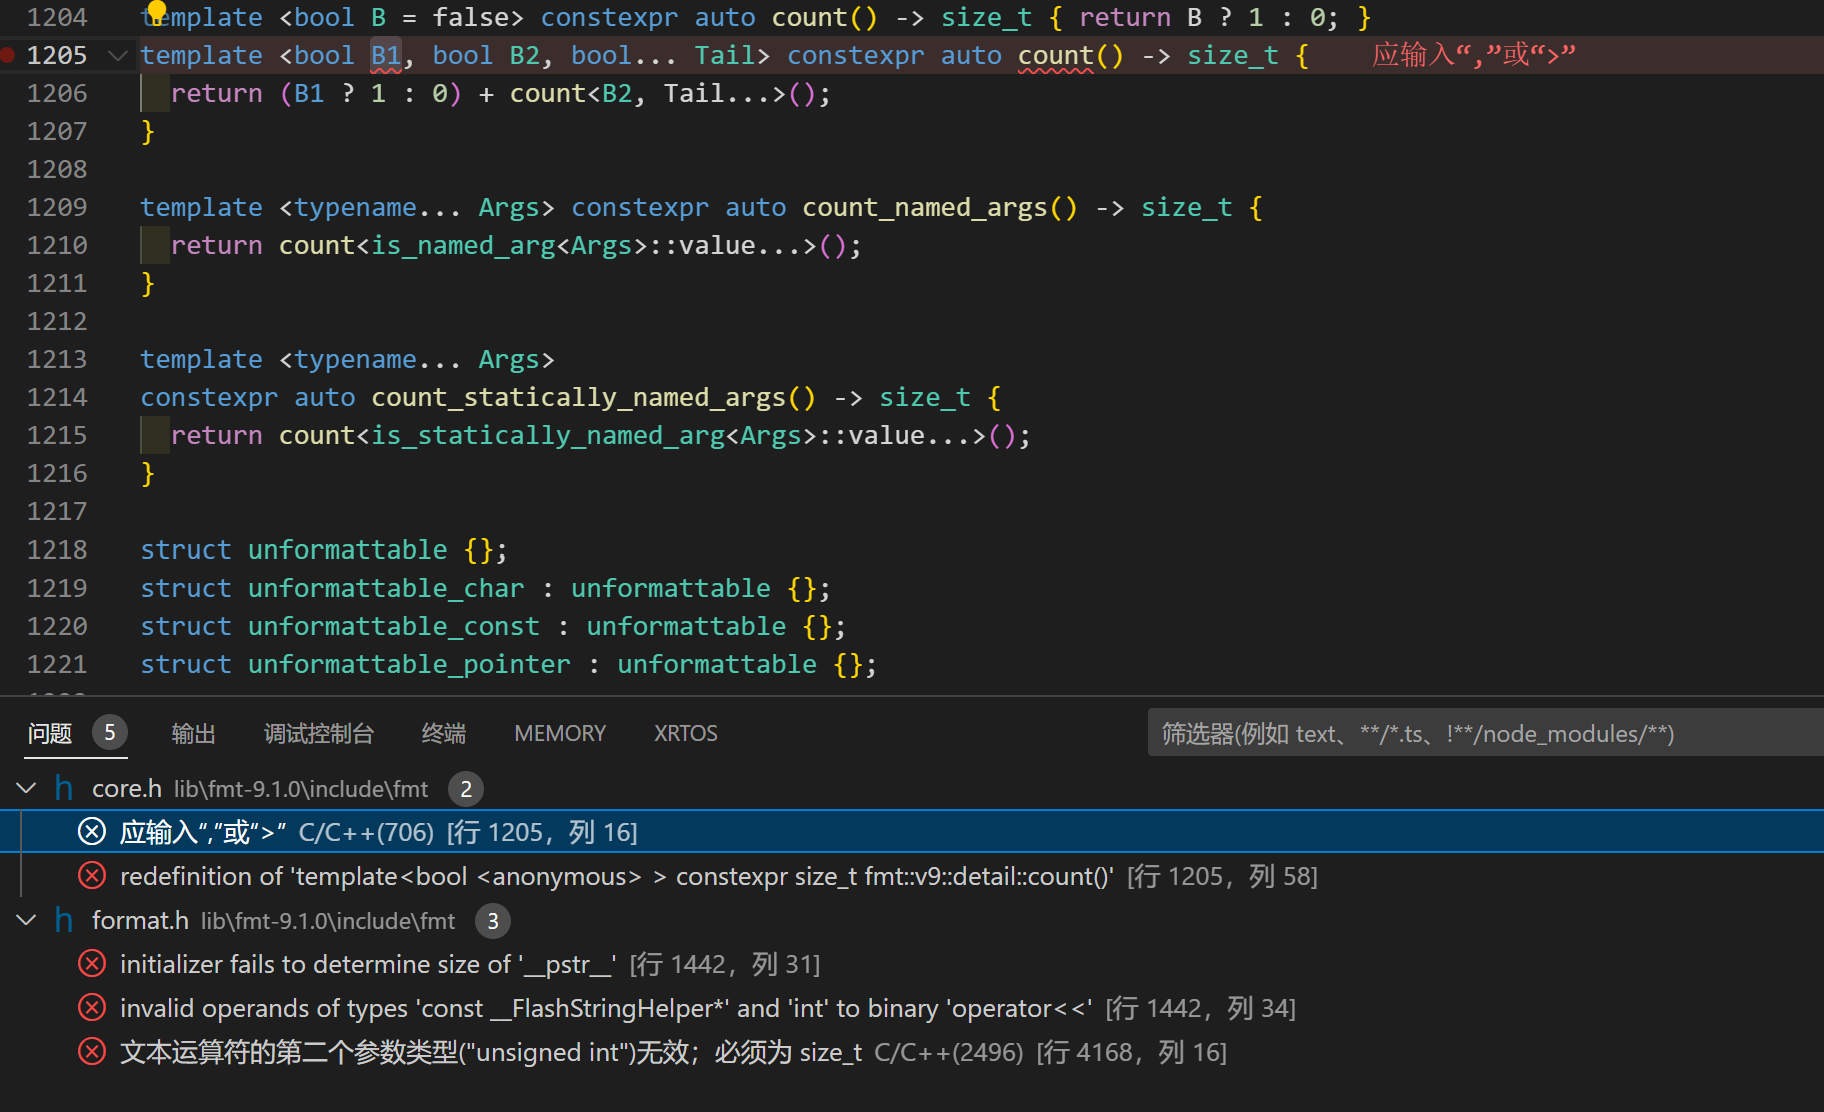 1204 template <bool B = false> constexpr auto count() -> size_t { return B ? 1 : 0; }
1205 template <bool B1, bool B2, bool... Tail> constexpr auto count() -> size_t { 应输入“,”或“>”
1206 return (B1 ? 1 : 0) + count<B2, Tail...>();
1207 }
1208
1209 template <typename... Args> constexpr auto count_named_args() -> size_t {
1210 return count<is_named_arg<Args>::value...>();
1211 }
1212
1213 template <typename... Args>
1214 constexpr auto count_statically_named_args() -> size_t {
1215 return count<is_statically_named_arg<Args>::value...>();
1216 }
1217
1218 struct unformattable {};
1219 struct unformattable_char : unformattable {};
1220 struct unformattable_const : unformattable {};
1221 struct unformattable_pointer : unformattable {};
问题 5 输出 调试控制台 终端 MEMORY XRTOS 筛选器(例如 text、**/*.ts、!**/node_modules/**)
h core.h lib\fmt-9.1.0\include\fmt 2
应输入“,”或“>” C/C++(706) [行 1205，列 16]
redefinition of 'template<bool <anonymous> > constexpr size_t fmt::v9::detail::count()' [行 1205，列 58]
h format.h lib\fmt-9.1.0\include\fmt 3
initializer fails to determine size of '__pstr__' [行 1442，列 31]
invalid operands of types 'const __FlashStringHelper*' and 'int' to binary 'operator<<' [行 1442，列 34]
文本运算符的第二个参数类型("unsigned int")无效；必须为 size_t C/C++(2496) [行 4168，列 16]